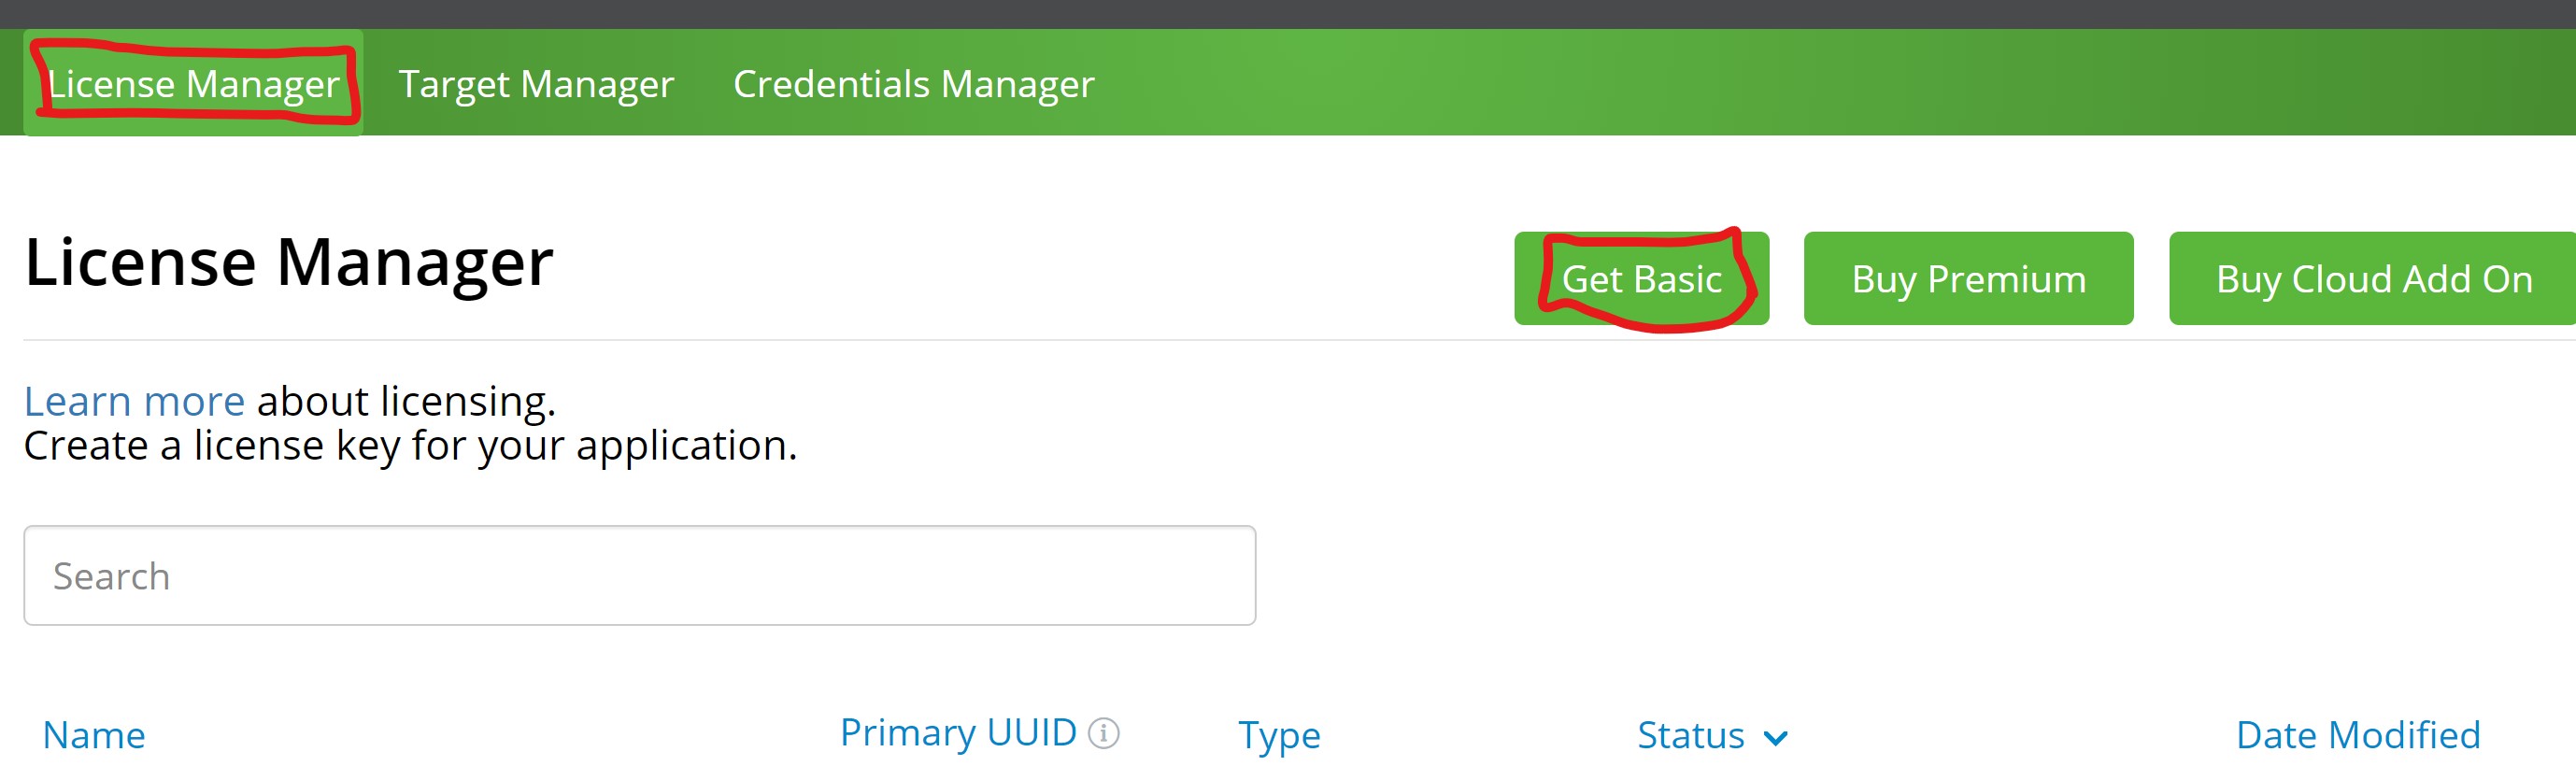 License Manager Target Manager Credentials Manager
License Manager Get Basic Buy Premium Buy Cloud Add On
Learn more about licensing.
Create a license key for your application.
Search
Name Primary UUID i Type Status Date Modified